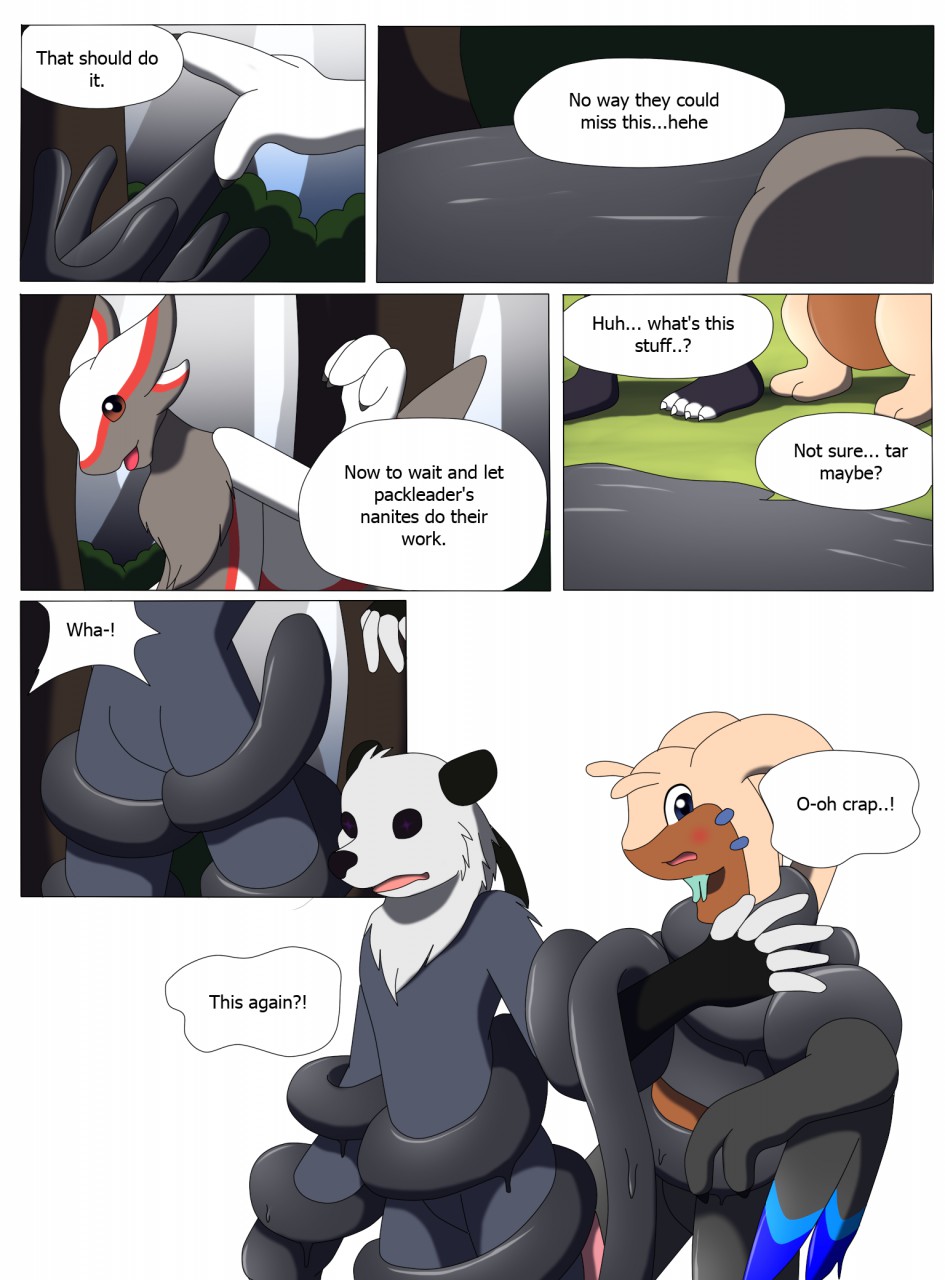 That should do
it.
No way they could
miss this...hehe
Now to wait and let
packleader's
nanites do their
work.
Huh... what's this
stuff..?
Not sure... tar
maybe?
Wha-!
O-oh crap..!
This again?!